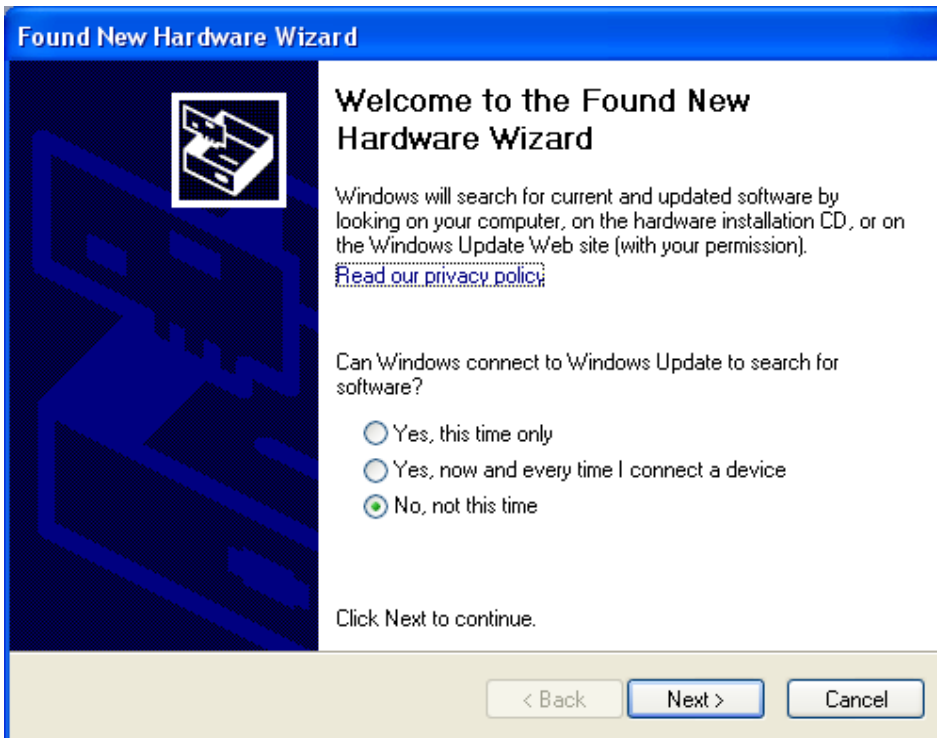 Found New Hardware Wizard
Welcome to the Found New
Hardware Wizard
Windows will search for current and updated software by
looking on your computer, on the hardware installation CD, or on
the Windows Update Web site (with your permission).
Read our privacy policy
Can Windows connect to Windows Update to search for
software?
Yes, this time only
Yes, now and every time I connect a device
No, not this time
Click Next to continue.
< Back
Next >
Cancel